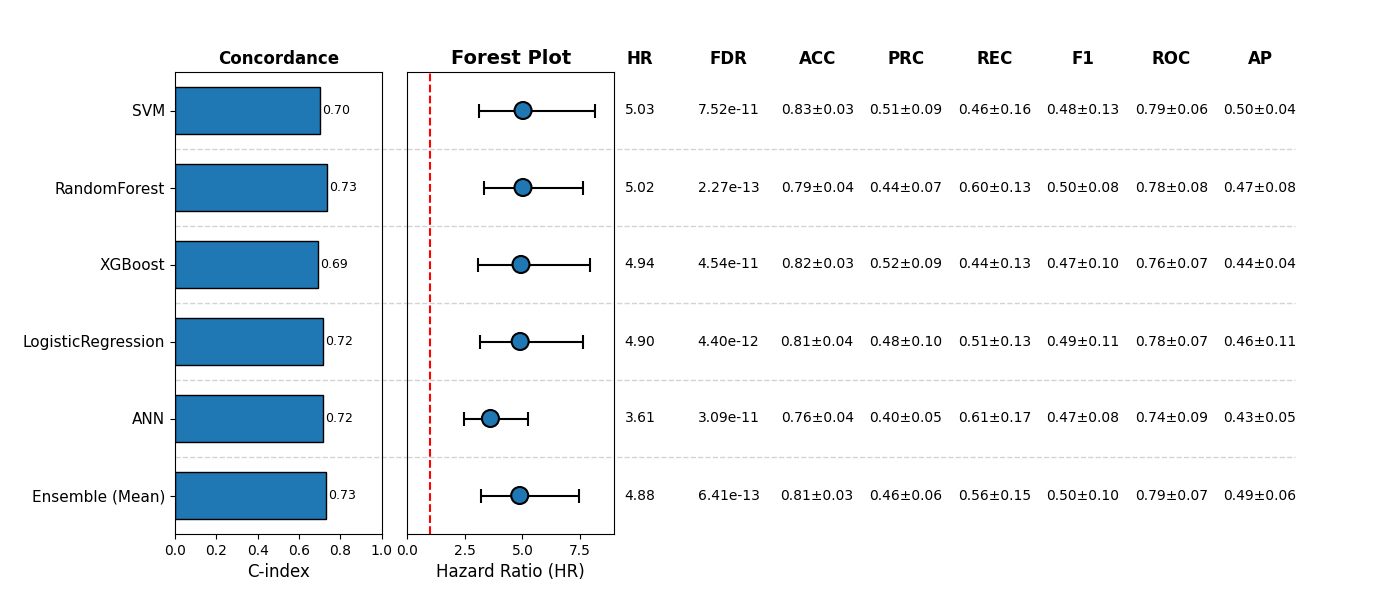 Concordance Forest Plot HR FDR ACC PRC REC F1 ROC AP
SVM 0.70 5.03 7.52e-11 0.83±0.03 0.51±0.09 0.46±0.16 0.48±0.13 0.79±0.06 0.50±0.04
RandomForest 0.73 5.02 2.27e-13 0.79±0.04 0.44±0.07 0.60±0.13 0.50±0.08 0.78±0.08 0.47±0.08
XGBoost 0.69 4.94 4.54e-11 0.82±0.03 0.52±0.09 0.44±0.13 0.47±0.10 0.76±0.07 0.44±0.04
LogisticRegression 0.72 4.90 4.40e-12 0.81±0.04 0.48±0.10 0.51±0.13 0.49±0.11 0.78±0.07 0.46±0.11
ANN 0.72 3.61 3.09e-11 0.76±0.04 0.40±0.05 0.61±0.17 0.47±0.08 0.74±0.09 0.43±0.05
Ensemble (Mean) 0.73 4.88 6.41e-13 0.81±0.03 0.46±0.06 0.56±0.15 0.50±0.10 0.79±0.07 0.49±0.06
0.0 0.2 0.4 0.6 0.8 1.0 0.0 2.5 5.0 7.5
C-index Hazard Ratio (HR)